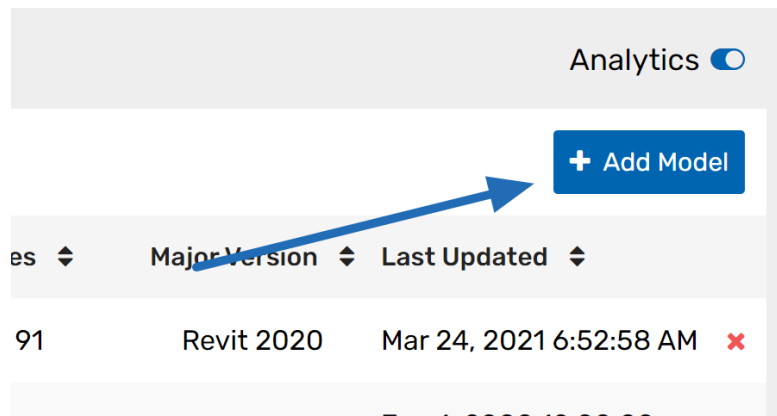 Analytics
Add Model
es Major Version Last Updated
91 Revit 2020 Mar 24, 2021 6:52:58 AM